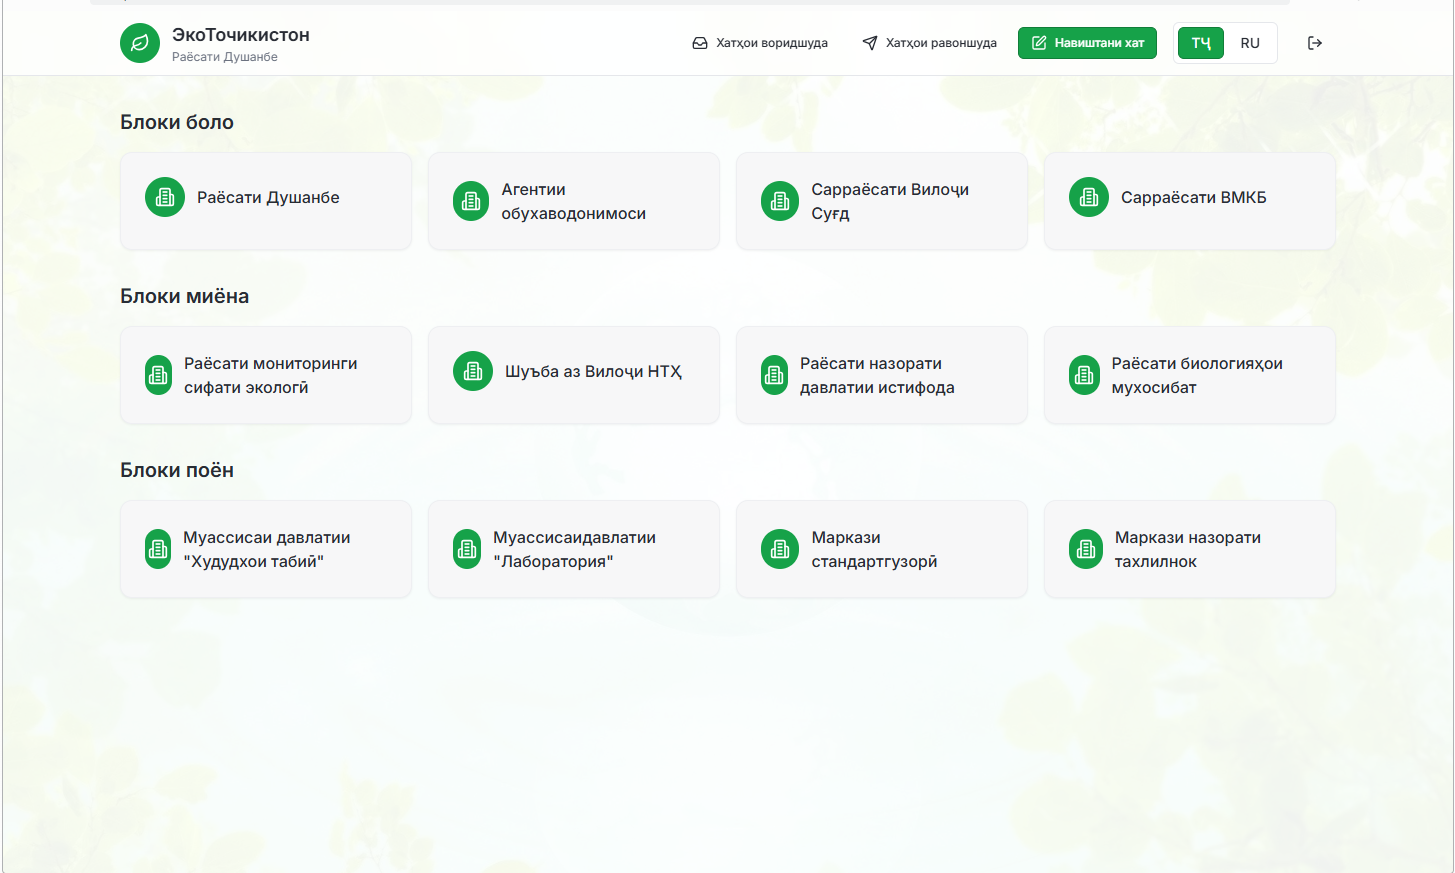 ЭкоТочикистон
Раёсати Душанбе
Хатҳои воридшуда
Хатҳои равоншуда
Навиштани хат
ТҶ
RU
Блоки боло
Раёсати Душанбе
Агентии
обухаводонимоси
Сарраёсати Вилоҷи
Суғд
Сарраёсати ВМКБ
Блоки миёна
Раёсати мониторинги
сифати экологӣ
Шуъба аз Вилоҷи НТҲ
Раёсати назорати
давлатии истифода
Раёсати биологияҳои
мухосибат
Блоки поён
Муассисаи давлатии
"Худудхои табиӣ"
Муассисаидавлатии
"Лаборатория"
Маркази
стандартгузорӣ
Маркази назорати
тахлилнок